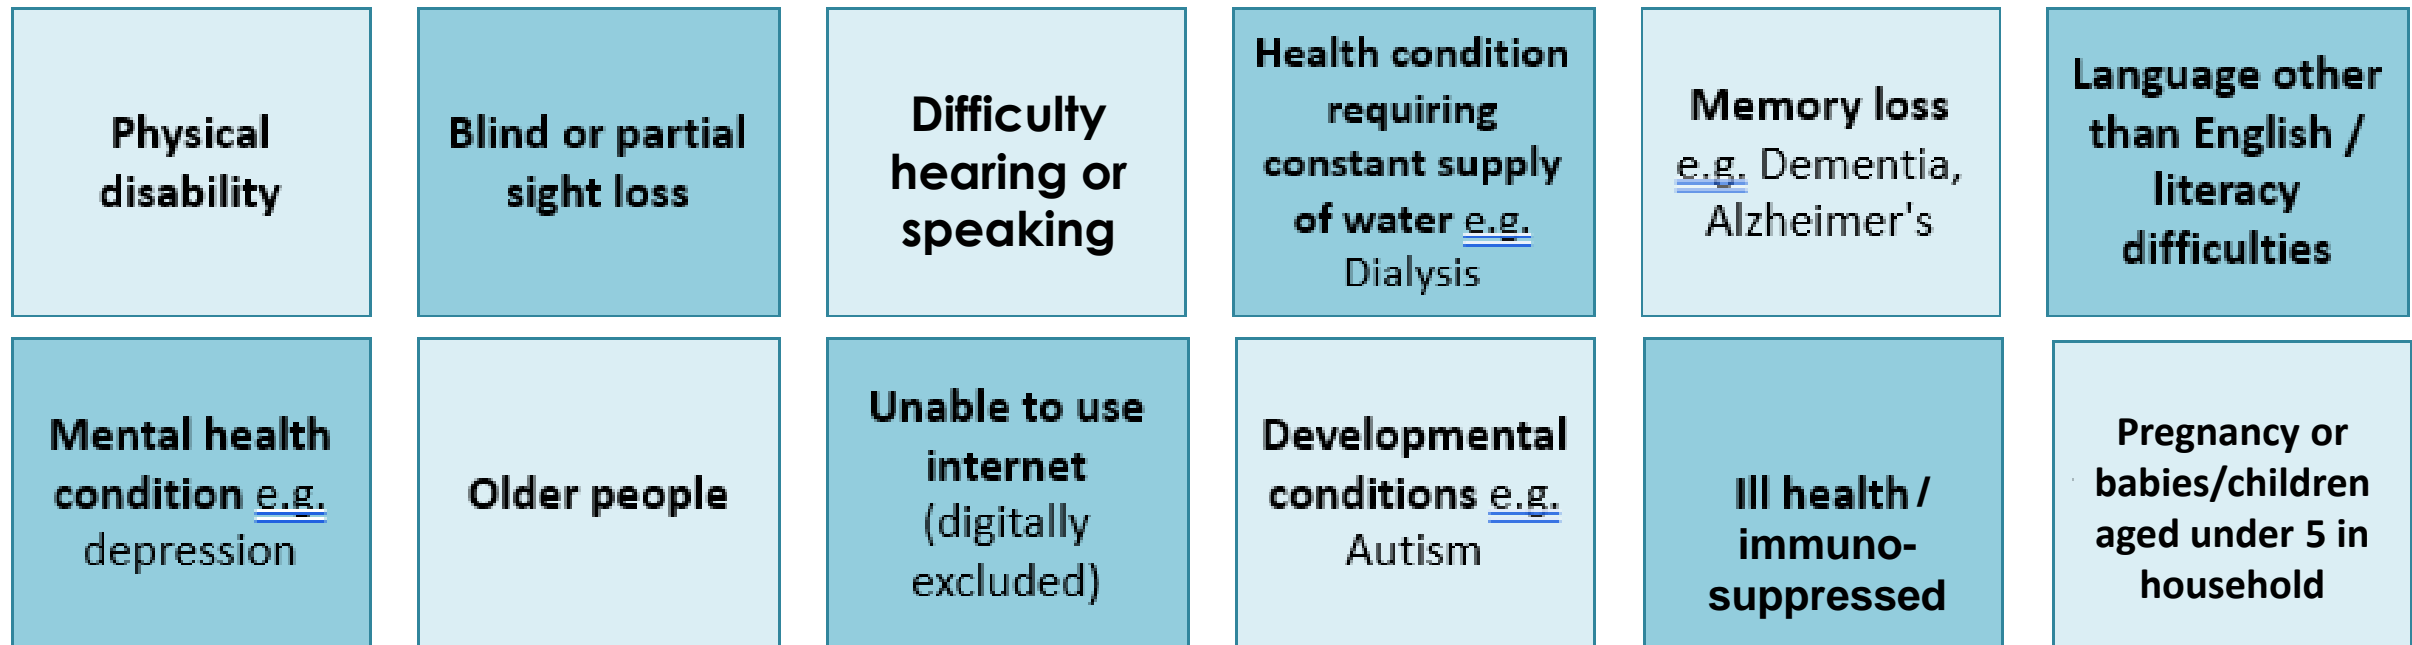 Physical
disability
Blind or partial
sight loss
Difficulty
hearing or
speaking
Health condition
requiring
constant supply
of water e.g.
Dialysis
Memory loss
e.g. Dementia,
Alzheimer's
Language other
than English /
literacy
difficulties
Mental health
condition e.g.
depression
Older people
Unable to use
internet
(digitally
excluded)
Developmental
conditions e.g.
Autism
Ill health /
immuno-
suppressed
Pregnancy or
babies/children
aged under 5 in
household